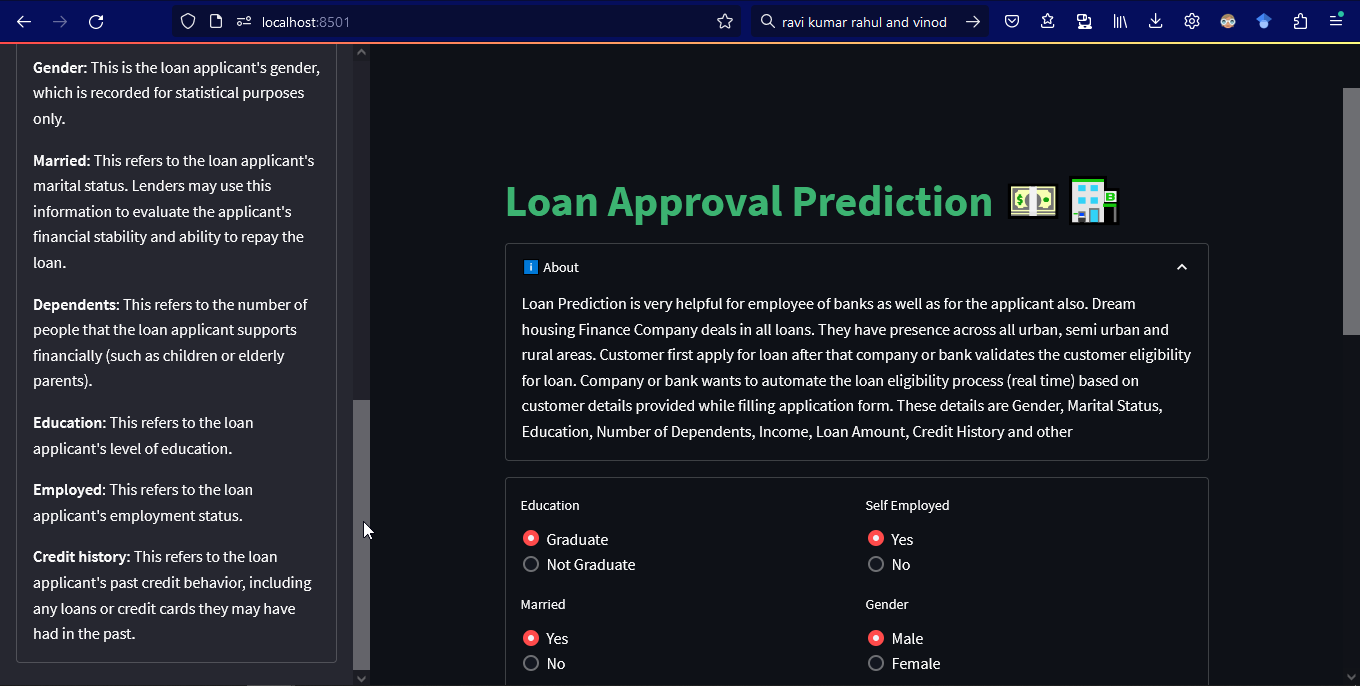 localhost:8501
ravi kumar rahul and vinod
Gender: This is the loan applicant's gender,
which is recorded for statistical purposes
only.
Married: This refers to the loan applicant's
marital status. Lenders may use this
information to evaluate the applicant's
financial stability and ability to repay the
loan.
Dependents: This refers to the number of
people that the loan applicant supports
financially (such as children or elderly
parents).
Education: This refers to the loan
applicant's level of education.
Employed: This refers to the loan
applicant's employment status.
Credit history: This refers to the loan
applicant's past credit behavior, including
any loans or credit cards they may have
had in the past.
Loan Approval Prediction
About
Loan Prediction is very helpful for employee of banks as well as for the applicant also. Dream
housing Finance Company deals in all loans. They have presence across all urban, semi urban and
rural areas. Customer first apply for loan after that company or bank validates the customer eligibility
for loan. Company or bank wants to automate the loan eligibility process (real time) based on
customer details provided while filling application form. These details are Gender, Marital Status,
Education, Number of Dependents, Income, Loan Amount, Credit History and other
Education
Graduate
Not Graduate
Self Employed
Yes
No
Married
Yes
No
Gender
Male
Female